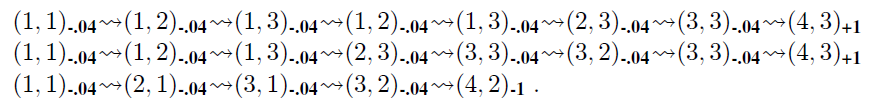 (1, 1)-.04⇝(1, 2)-.04⇝(1, 3)-.04⇝(1, 2)-.04⇝(1, 3)-.04⇝(2, 3)-.04⇝(3, 3)-.04⇝(4, 3)+1
(1, 1)-.04⇝(1, 2)-.04⇝(1, 3)-.04⇝(2, 3)-.04⇝(3, 3)-.04⇝(3, 2)-.04⇝(3, 3)-.04⇝(4, 3)+1
(1, 1)-.04⇝(2, 1)-.04⇝(3, 1)-.04⇝(3, 2)-.04⇝(4, 2)-1 .